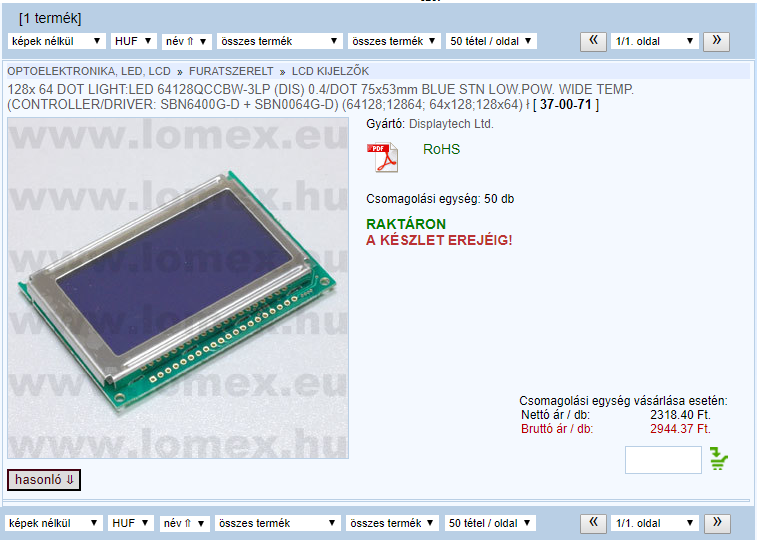 [1 termék]
képek nélkül HUF név ⇑ összes termék összes termék 50 tétel / oldal « 1/1. oldal »
OPTOELEKTRONIKA, LED, LCD » FURATSZERELT » LCD KIJELZŐK
128x 64 DOT LIGHT:LED 64128QCCBW-3LP (DIS) 0.4/DOT 75x53mm BLUE STN LOW.POW. WIDE TEMP.
(CONTROLLER/DRIVER: SBN6400G-D + SBN0064G-D) (64128;12864; 64x128;128x64) ł [ 37-00-71 ]
www.lomex.hu
www.lomex.eu
www.lomex.hu
www.lomex.eu
www.lomex.hu
Gyártó: Displaytech Ltd.
PDF RoHS
Csomagolási egység: 50 db
RAKTÁRON
A KÉSZLET EREJÉIG!
Csomagolási egység vásárlása esetén:
Nettó ár / db: 2318.40 Ft.
Bruttó ár / db: 2944.37 Ft.
hasonló ⇓
képek nélkül HUF név ⇑ összes termék összes termék 50 tétel / oldal « 1/1. oldal »